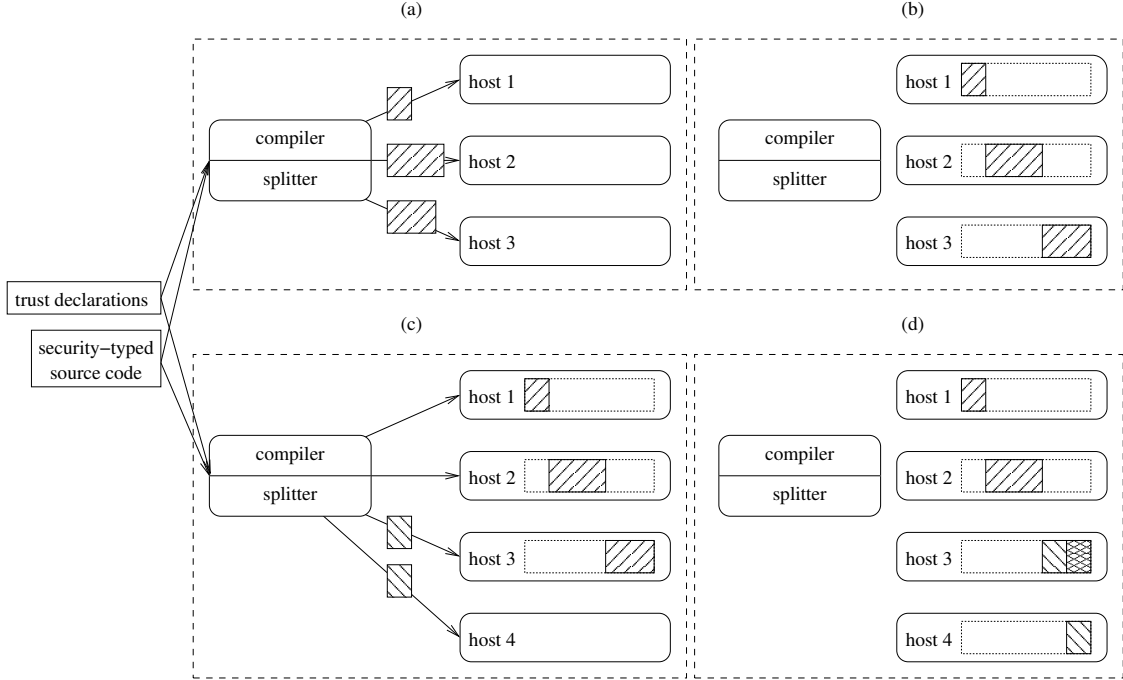 (a)
(b)
host 1
host 1
compiler
splitter
host 2
compiler
splitter
host 2
host 3
host 3
trust declarations
security-typed
source code
(c)
(d)
host 1
host 1
compiler
splitter
host 2
compiler
splitter
host 2
host 3
host 3
host 4
host 4